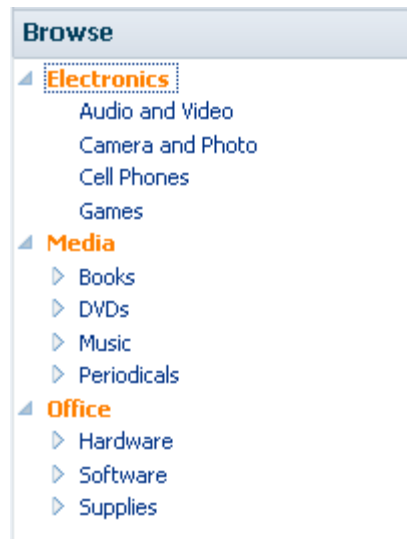 Browse
Electronics
Audio and Video
Camera and Photo
Cell Phones
Games
Media
Books
DVDs
Music
Periodicals
Office
Hardware
Software
Supplies